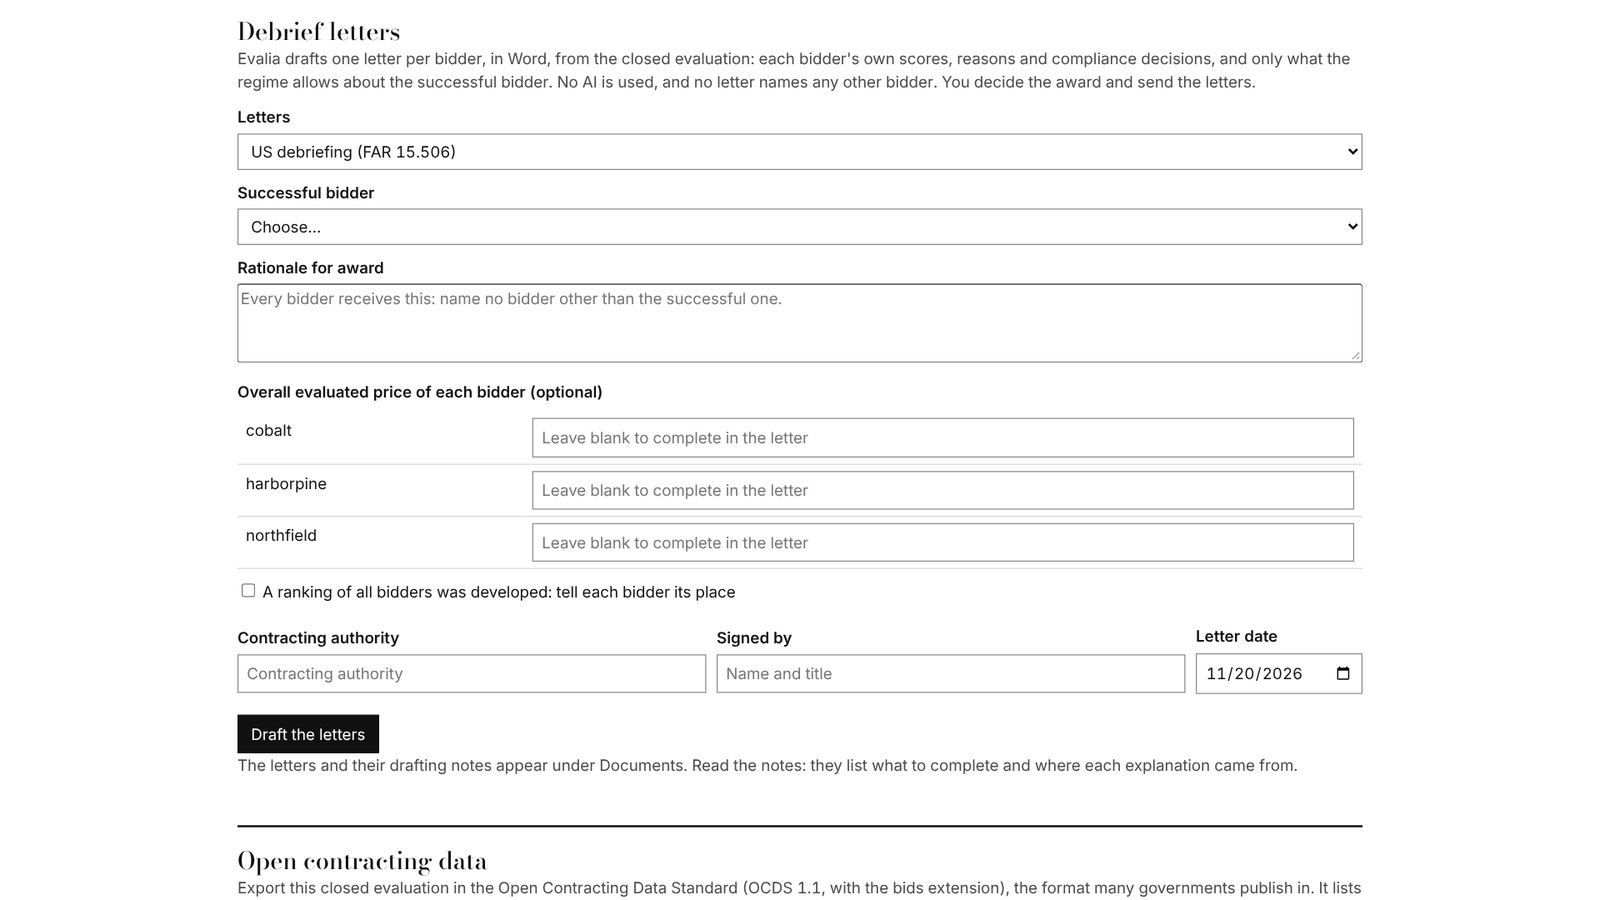 Debrief letters
Evalia drafts one letter per bidder, in Word, from the closed evaluation: each bidder's own scores, reasons and compliance decisions, and only what the
regime allows about the successful bidder. No AI is used, and no letter names any other bidder. You decide the award and send the letters.
Letters
US debriefing (FAR 15.506)
Successful bidder
Choose...
Rationale for award
Every bidder receives this: name no bidder other than the successful one.
Overall evaluated price of each bidder (optional)
cobalt
Leave blank to complete in the letter
harborpine
Leave blank to complete in the letter
northfield
Leave blank to complete in the letter
A ranking of all bidders was developed: tell each bidder its place
Contracting authority
Contracting authority
Signed by
Name and title
Letter date
11/20/2026
Draft the letters
The letters and their drafting notes appear under Documents. Read the notes: they list what to complete and where each explanation came from.
Open contracting data
Export this closed evaluation in the Open Contracting Data Standard (OCDS 1.1, with the bids extension), the format many governments publish in. It lists